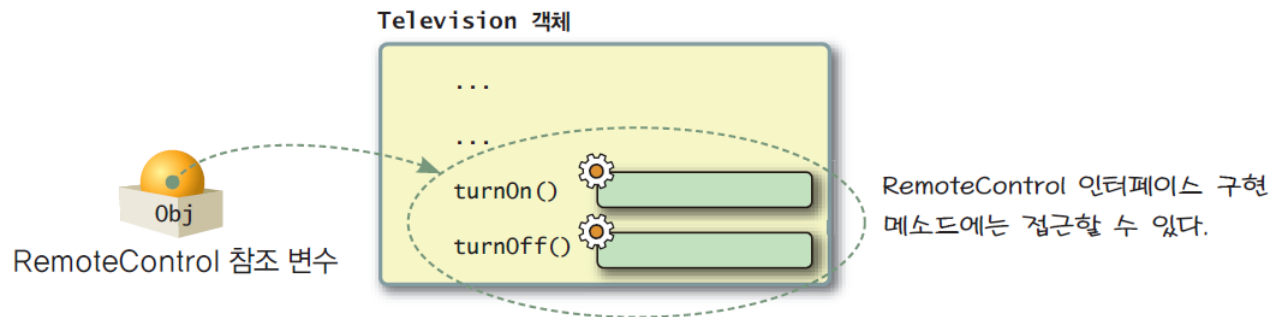 Television 객체
...
...
turnOn()
turnOff()
Obj
RemoteControl 참조 변수
RemoteControl 인터페이스 구현
메소드에는 접근할 수 있다.